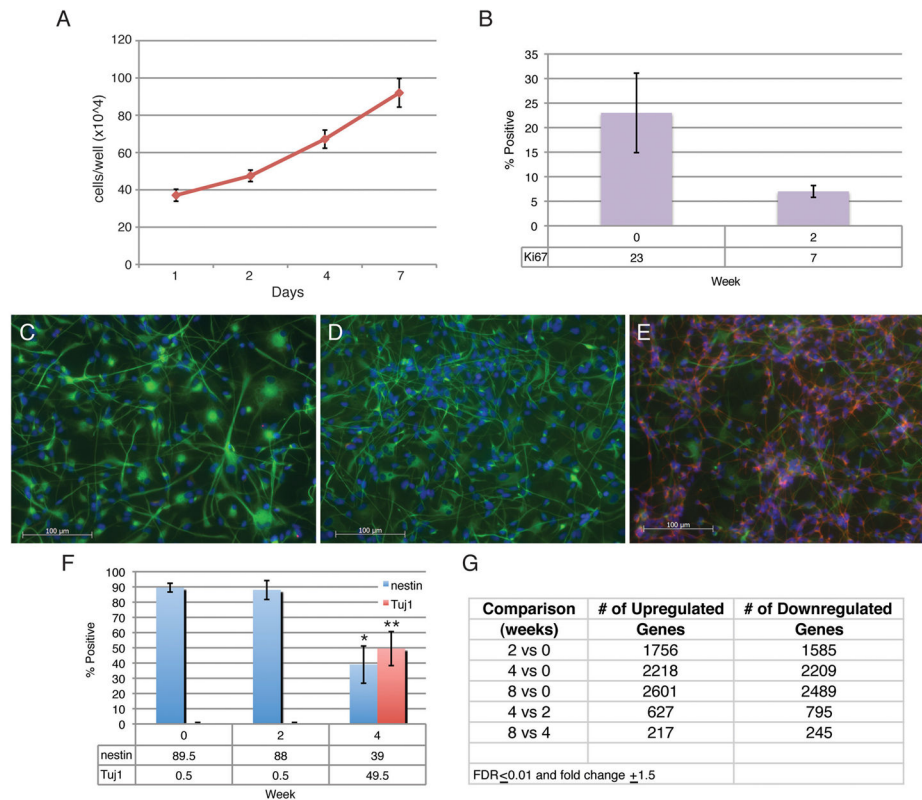 A
cells/well (x10^4)
120
100
80
60
40
20
0
1 2 4 7
Days
B
% Positive
35
30
25
20
15
10
5
0
0 2
Ki67 23 7
Week
C
100 µm
D
100 µm
E
100 µm
F
% Positive
100
90
80
70
60
50
40
30
20
10
0
nestin
Tuj1
* **
0 2 4
nestin 89.5 88 39
Tuj1 0.5 0.5 49.5
Week
G
Comparison # of Upregulated # of Downregulated
(weeks) Genes Genes
2 vs 0 1756 1585
4 vs 0 2218 2209
8 vs 0 2601 2489
4 vs 2 627 795
8 vs 4 217 245
FDR≤0.01 and fold change ±1.5